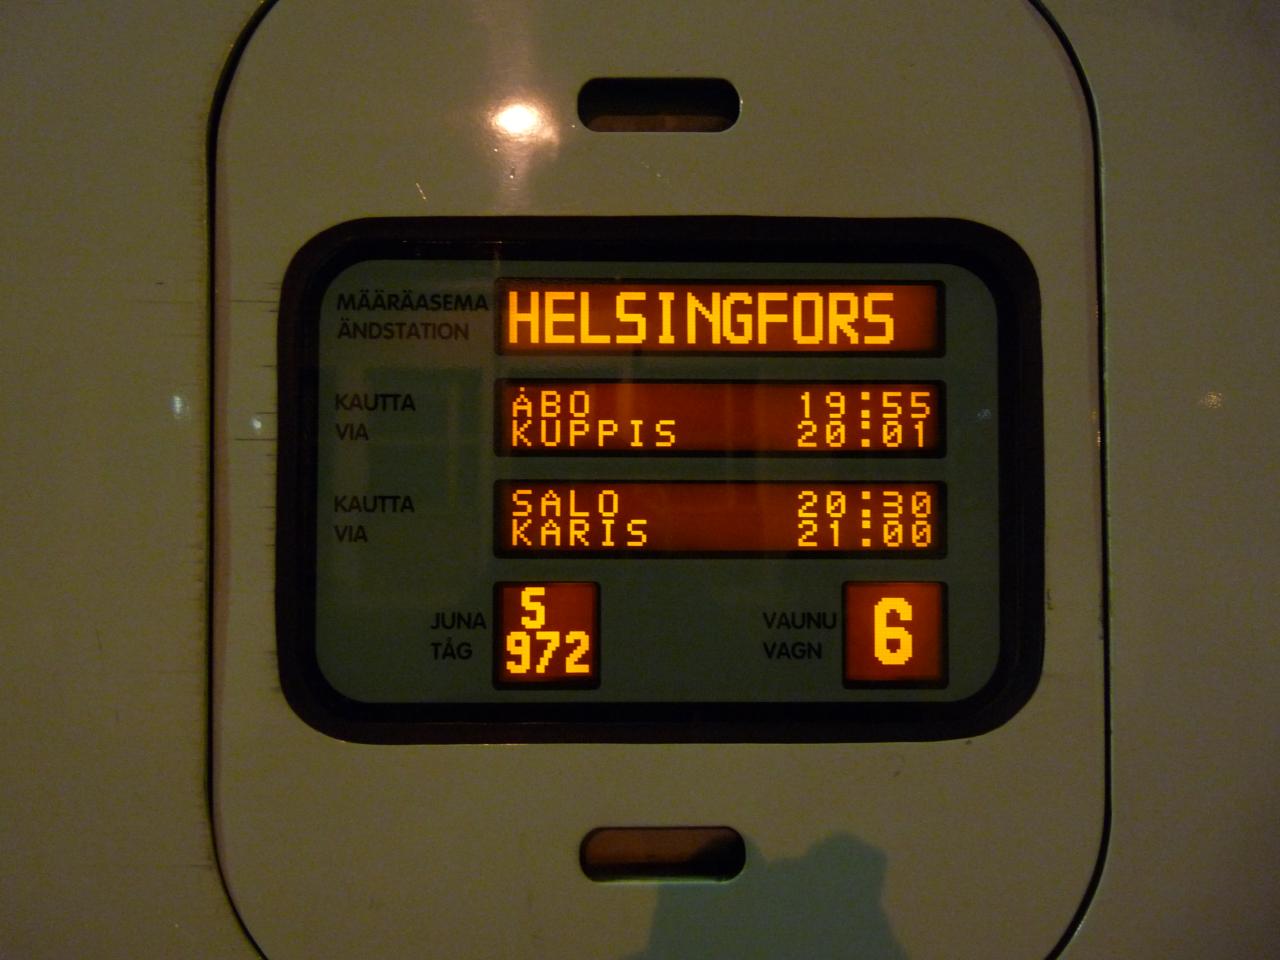 MÄÄRÄASEMA HELSINGFORS
ÄNDSTATION
KAUTTA ÅBO 19:55
VIA KUPPIS 20:01
KAUTTA SALO 20:30
VIA KARIS 21:00
JUNA S VAUNU 6
TÅG 972 VAGN